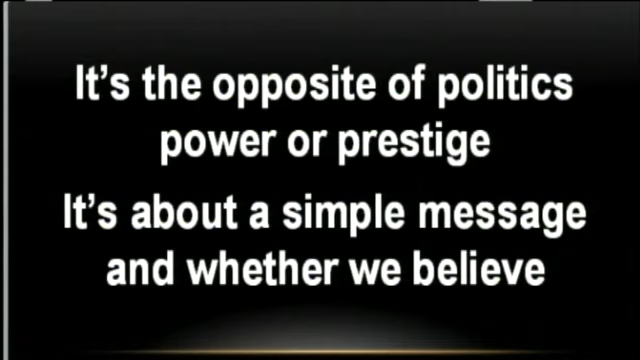 It's the opposite of politics
power or prestige
It's about a simple message
and whether we believe